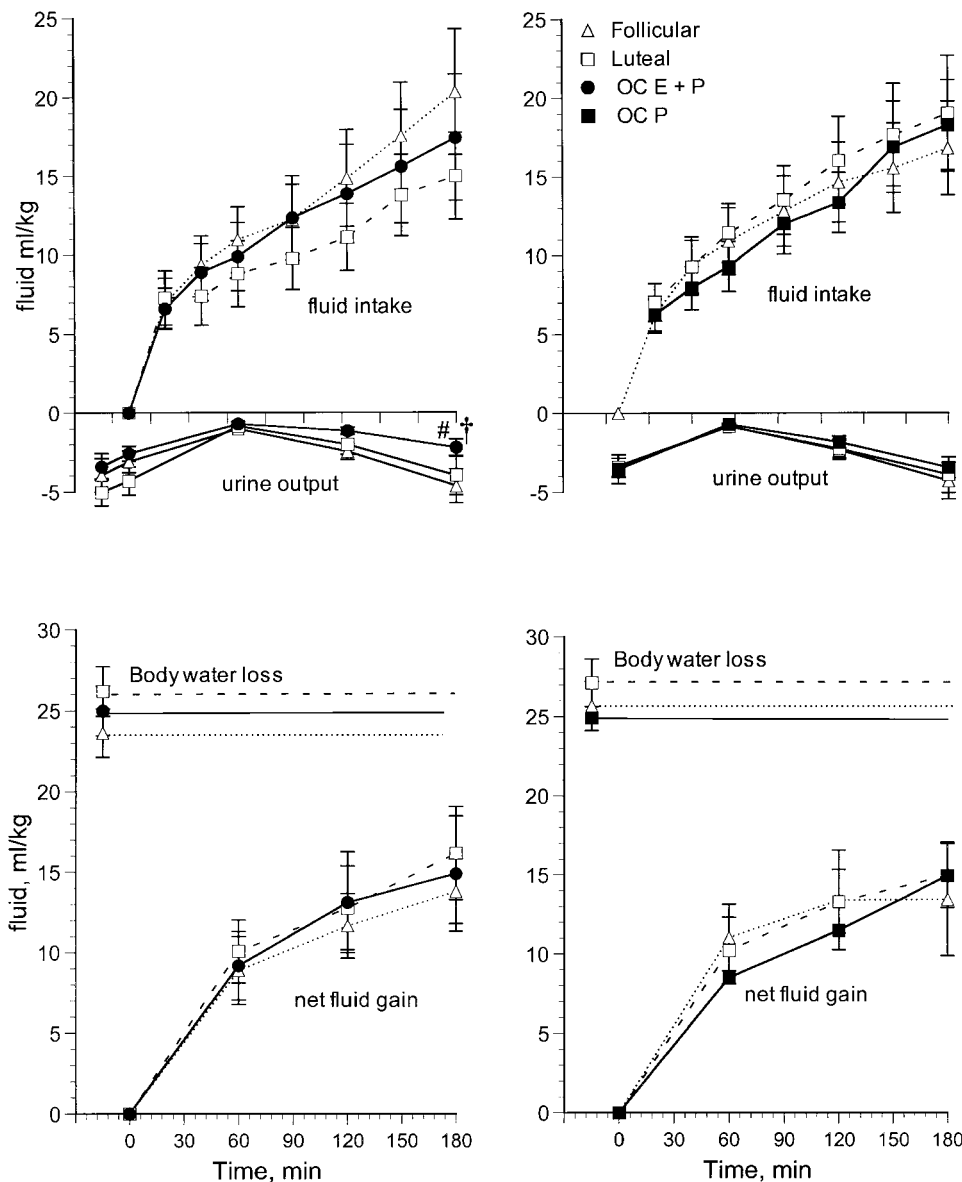 25
20
15
10
5
0
-5
fluid ml/kg
fluid intake
# †
urine output
25
20
15
10
5
0
-5
Follicular
Luteal
OC E + P
OC P
fluid intake
urine output
30
25
20
15
10
5
0
fluid, ml/kg
Body water loss
net fluid gain
0 30 60 90 120 150 180
Time, min
30
25
20
15
10
5
0
Body water loss
net fluid gain
0 30 60 90 120 150 180
Time, min